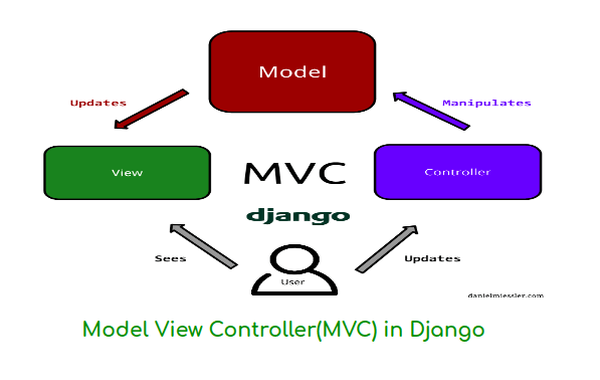 Model
Updates
Manipulates
View
MVC
Controller
django
Sees
User
Updates
danielmiessler.com
Model View Controller(MVC) in Django